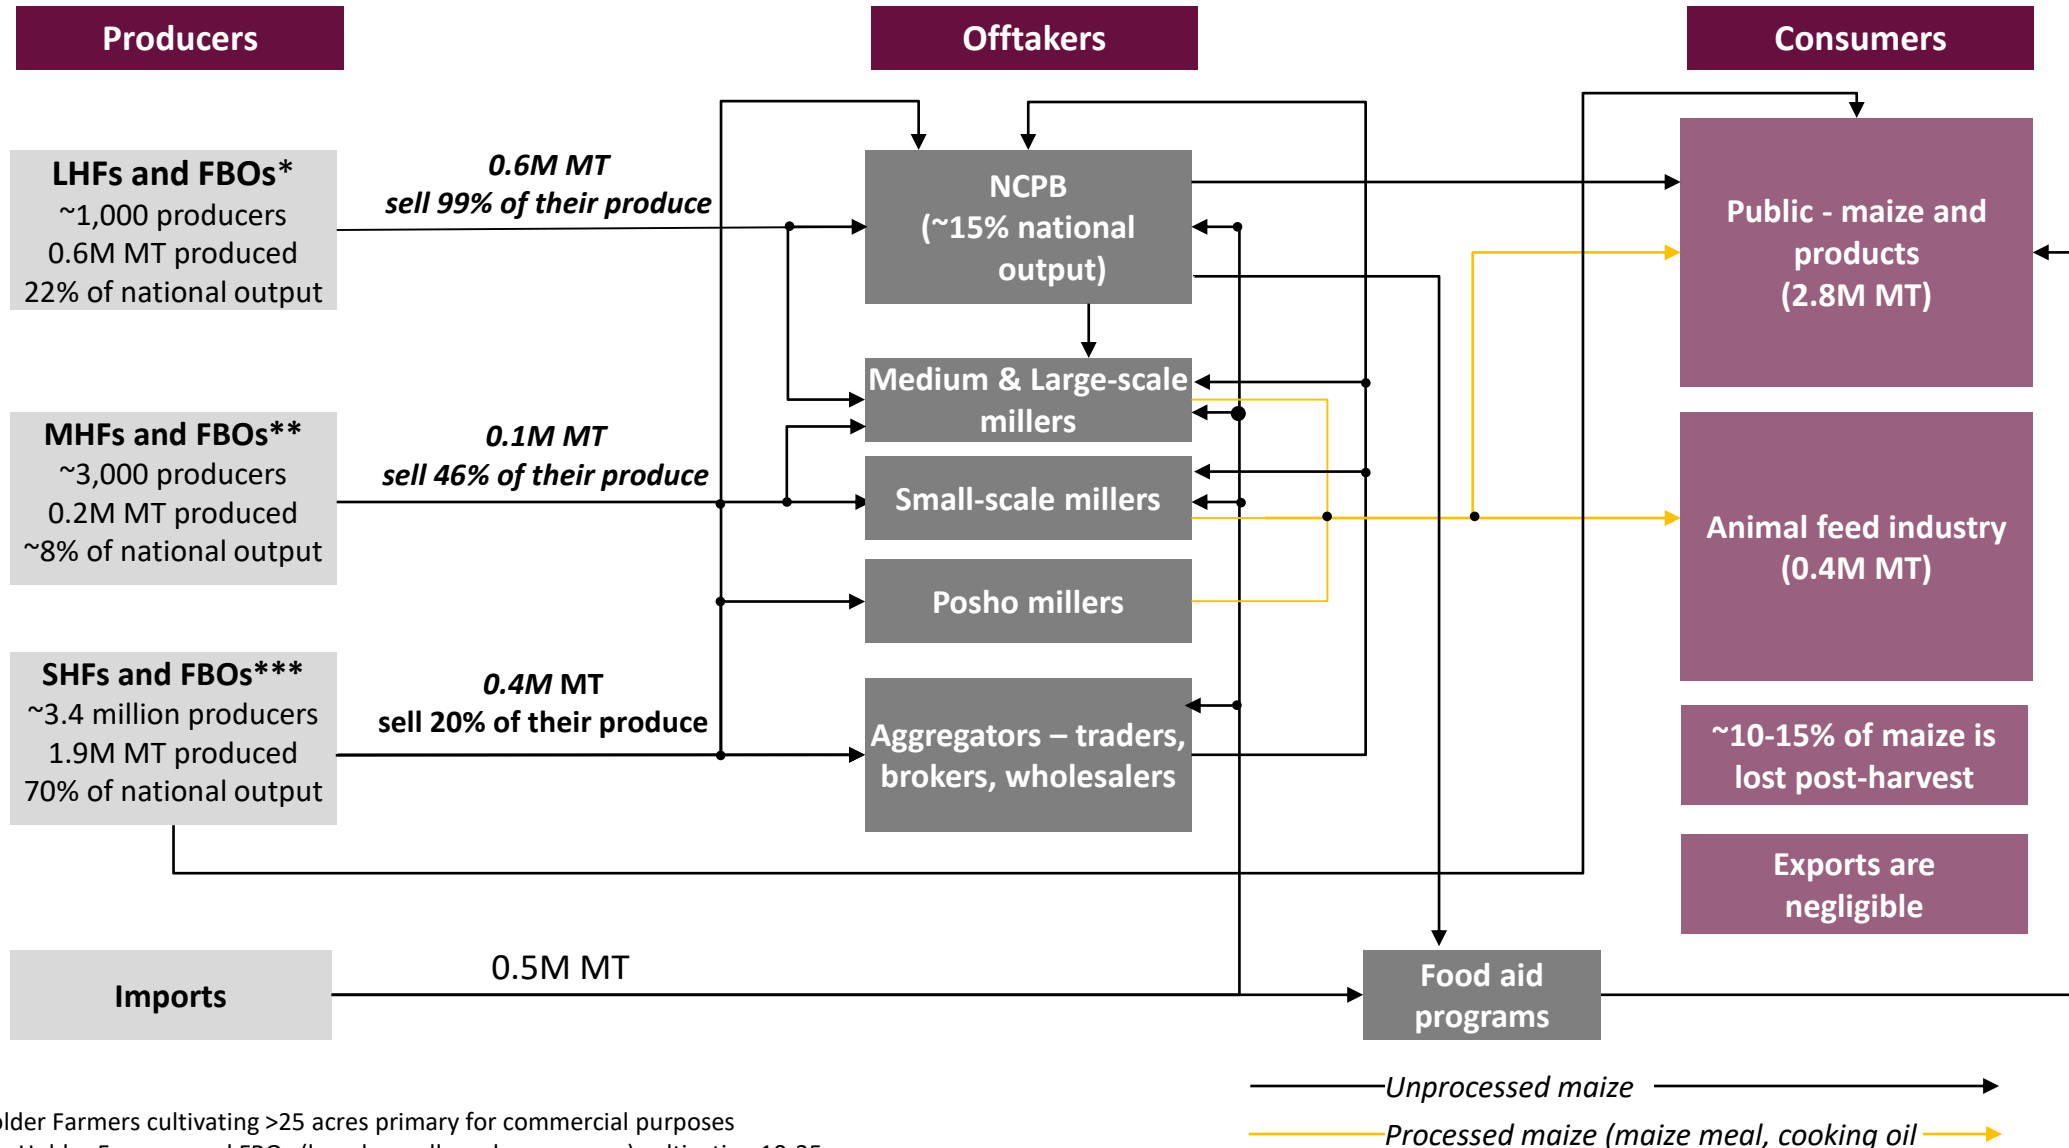 Producers
Offtakers
Consumers
LHFs and FBOs*
~1,000 producers
0.6M MT produced
22% of national output
0.6M MT
sell 99% of their produce
NCPB
(~15% national
output)
Public - maize and
products
(2.8M MT)
Medium & Large-scale
millers
MHFs and FBOs**
~3,000 producers
0.2M MT produced
~8% of national output
0.1M MT
sell 46% of their produce
Small-scale millers
Animal feed industry
(0.4M MT)
Posho millers
SHFs and FBOs***
~3.4 million producers
1.9M MT produced
70% of national output
0.4M MT
sell 20% of their produce
Aggregators – traders,
brokers, wholesalers
~10-15% of maize is
lost post-harvest
Exports are
negligible
Imports
0.5M MT
Food aid
programs
Unprocessed maize
Processed maize (maize meal, cooking oil
older Farmers cultivating >25 acres primary for commercial purposes